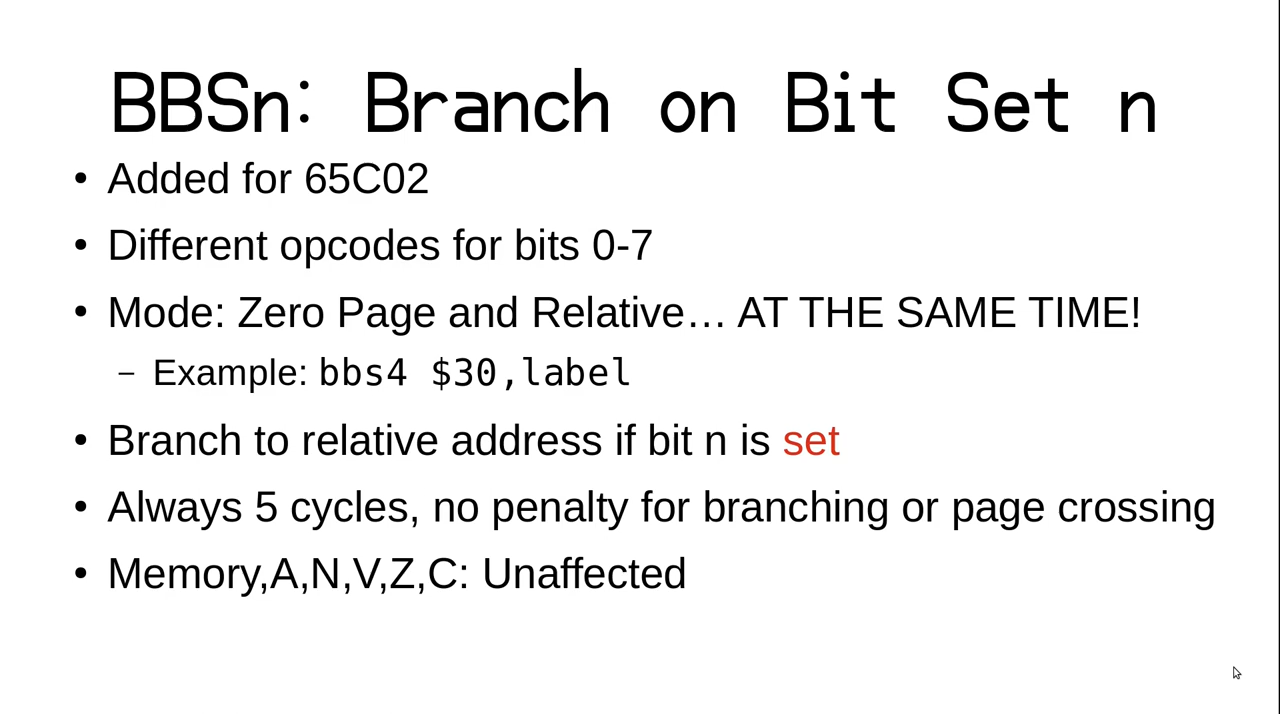 BBSn: Branch on Bit Set n
• Added for 65C02
• Different opcodes for bits 0-7
• Mode: Zero Page and Relative… AT THE SAME TIME!
– Example: bbs4 $30,label
• Branch to relative address if bit n is set
• Always 5 cycles, no penalty for branching or page crossing
• Memory,A,N,V,Z,C: Unaffected